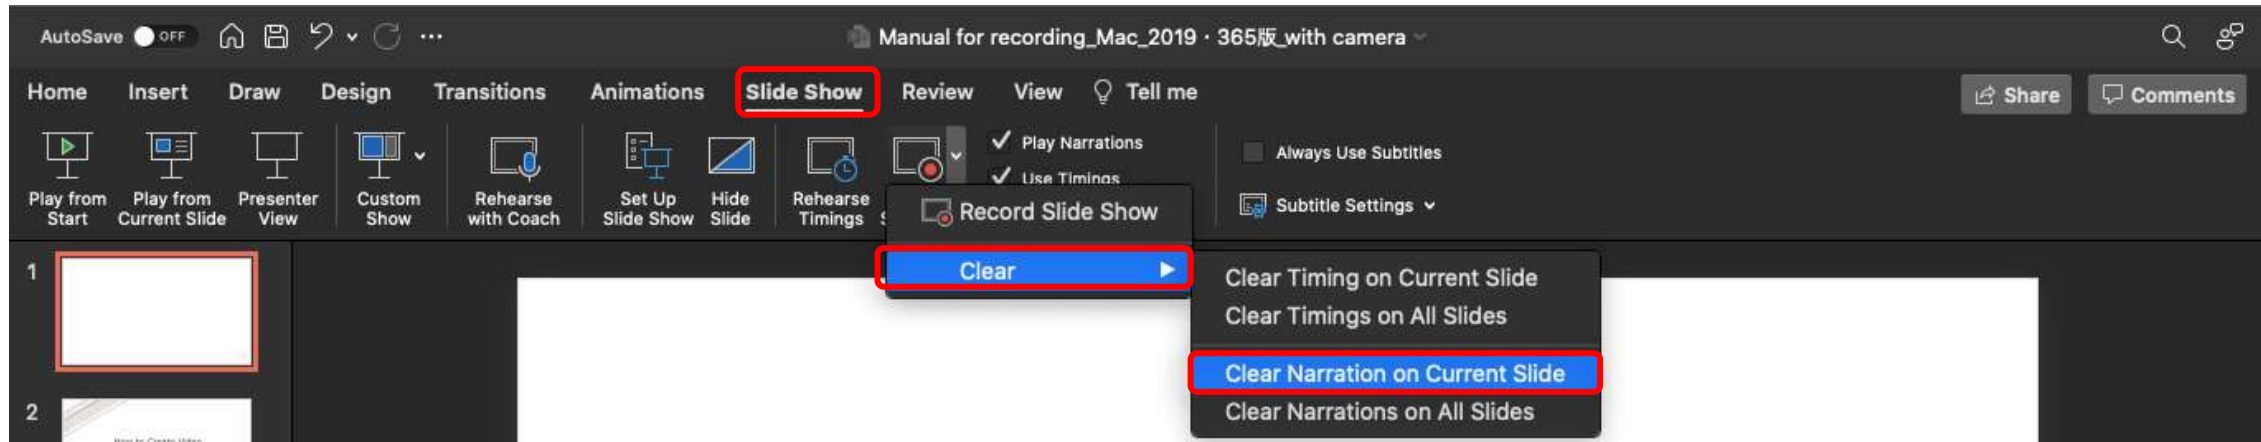 AutoSave OFF
Manual for recording_Mac_2019・365版_with camera
Home Insert Draw Design Transitions Animations Slide Show Review View Tell me Share Comments
Play from Start
Play from Current Slide
Presenter View
Custom Show
Rehearse with Coach
Set Up Slide Show
Hide Slide
Rehearse Timings
Play Narrations
Use Timings
Always Use Subtitles
Subtitle Settings
Record Slide Show
Clear
Clear Timing on Current Slide
Clear Timings on All Slides
Clear Narration on Current Slide
Clear Narrations on All Slides
1
2
How to Create Video